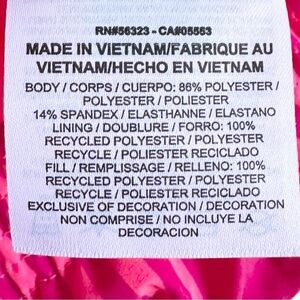 RN#56323 - CA#05553
MADE IN VIETNAM/FABRIQUE AU
VIETNAM/HECHO EN VIETNAM
BODY / CORPS / CUERPO: 86% POLYESTER /
POLYESTER / POLIESTER
14% SPANDEX / ELASTHANNE / ELASTANO
LINING / DOUBLURE / FORRO: 100%
RECYCLED POLYESTER / POLYESTER
RECYCLE / POLIESTER RECICLADO
FILL / REMPLISSAGE / RELLENO: 100%
RECYCLED POLYESTER / POLYESTER
RECYCLE / POLIESTER RECICLADO
EXCLUSIVE OF DECORATION / DECORATION
NON COMPRISE / NO INCLUYE LA
DECORACION